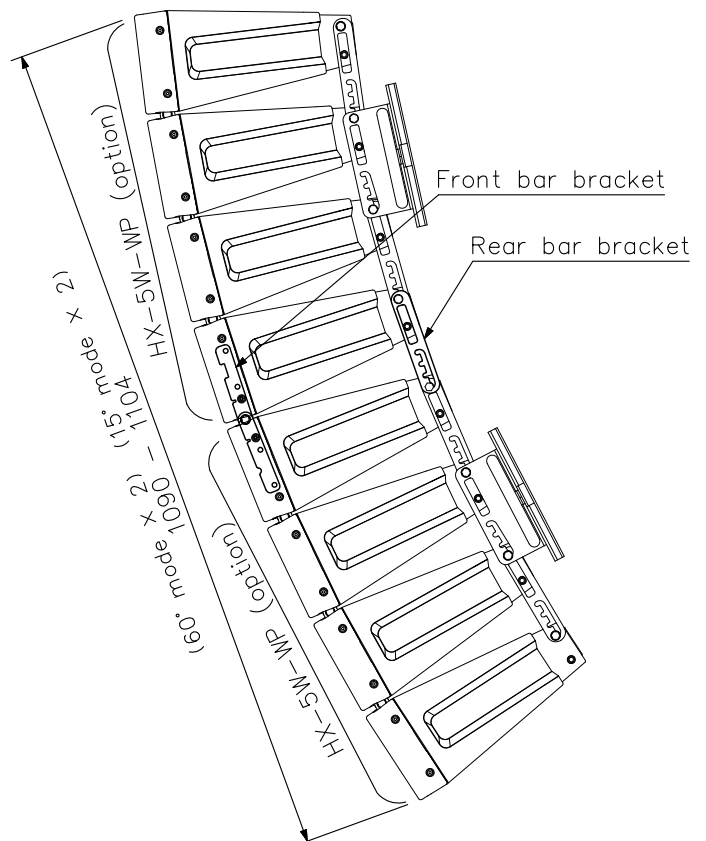 HX-5W-WP (option)
Front bar bracket
Rear bar bracket
(60° mode × 2) (15° mode × 2)
1090 - 1104
HX-5W-WP (option)